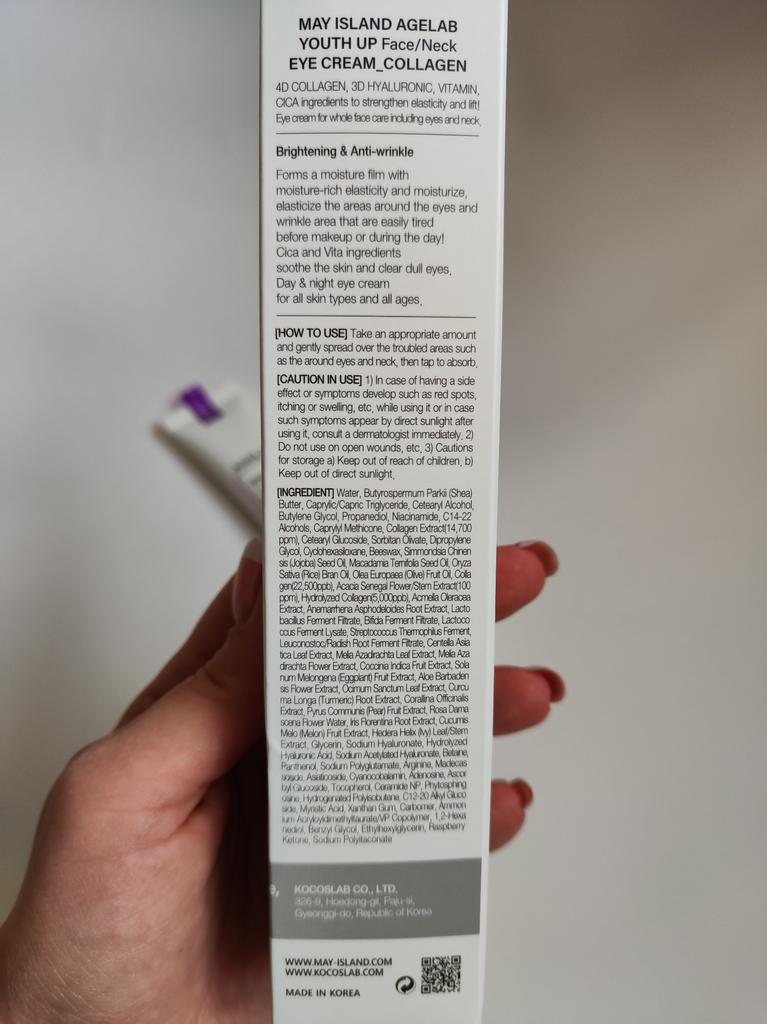 MAY ISLAND AGELAB
YOUTH UP Face/Neck
EYE CREAM_COLLAGEN
4D COLLAGEN, 3D HYALURONIC, VITAMIN,
CICA ingredients to strengthen elasticity and lift!
Eye cream for whole face care including eyes and neck.
Brightening & Anti-wrinkle
Forms a moisture film with
moisture-rich elasticity and moisturize,
elasticize the areas around the eyes and
wrinkle area that are easily tired
before makeup or during the day!
Cica and Vita ingredients
soothe the skin and clear dull eyes.
Day & night eye cream
for all skin types and all ages.
[HOW TO USE] Take an appropriate amount
and gently spread over the troubled areas such
as the around eyes and neck, then tap to absorb.
[CAUTION IN USE] 1) In case of having a side
effect or symptoms develop such as red spots,
itching or swelling, etc. while using it or in case
such symptoms appear by direct sunlight after
using it, consult a dermatologist immediately. 2)
Do not use on open wounds, etc. 3) Cautions
for storage a) Keep out of reach of children. b)
Keep out of direct sunlight.
[INGREDIENT] Water, Butyrospermum Parkii (Shea)
Butter, Caprylic/Capric Triglyceride, Cetearyl Alcohol,
Butylene Glycol, Propanediol, Niacinamide, C14-22
Alcohols, Caprylyl Methicone, Collagen Extract(14,700
ppm), Cetearyl Glucoside, Sorbitan Olivate, Dipropylene
Glycol, Cyclohexasiloxane, Beeswax, Simmondsia Chinen
sis (Jojoba) Seed Oil, Macadamia Ternifolia Seed Oil, Oryza
Sativa (Rice) Bran Oil, Olea Europaea (Olive) Fruit Oil, Colla
gen(22,500ppb), Acacia Senegal Flower/Stem Extract(100
ppm), Hydrolyzed Collagen(5,000ppb), Acmella Oleracea
Extract, Anemarrhena Asphodeloides Root Extract, Lacto
bacillus Ferment Filtrate, Bifida Ferment Filtrate, Lactoco
ccus Ferment Lysate, Streptococcus Thermophilus Ferment,
Leuconostoc/Radish Root Ferment Filtrate, Centella Asia
tica Leaf Extract, Melia Azadirachta Leaf Extract, Melia Aza
dirachta Flower Extract, Coccinia Indica Fruit Extract, Sola
num Melongena (Eggplant) Fruit Extract, Aloe Barbaden
sis Flower Extract, Ocimum Sanctum Leaf Extract, Curcu
ma Longa (Turmeric) Root Extract, Corallina Officinalis
Extract, Pyrus Communis (Pear) Fruit Extract, Rosa Dama
scena Flower Water, Iris Florentina Root Extract, Cucumis
Melo (Melon) Fruit Extract, Hedera Helix (Ivy) Leaf/Stem
Extract, Glycerin, Sodium Hyaluronate, Hydrolyzed
Hyaluronic Acid, Sodium Acetylated Hyaluronate, Betaine,
Panthenol, Sodium Polyglutamate, Arginine, Madecas
soside, Asiaticoside, Cyanocobalamin, Adenosine, Ascor
byl Glucoside, Tocopherol, Ceramide NP, Phytosphing
osine, Hydrogenated Polyisobutene, C12-20 Alkyl Gluco
side, Myristic Acid, Xanthan Gum, Carbomer, Ammon
ium Acryloyldimethyltaurate/VP Copolymer, 1,2-Hexa
nediol, Benzyl Glycol, Ethylhexylglycerin, Raspberry
Ketone, Sodium Polyitaconate
KOCOSLAB CO., LTD.
326-9, Hoedong-gil, Paju-si,
Gyeonggi-do, Republic of Korea
WWW.MAY-ISLAND.COM
WWW.KOCOSLAB.COM
MADE IN KOREA